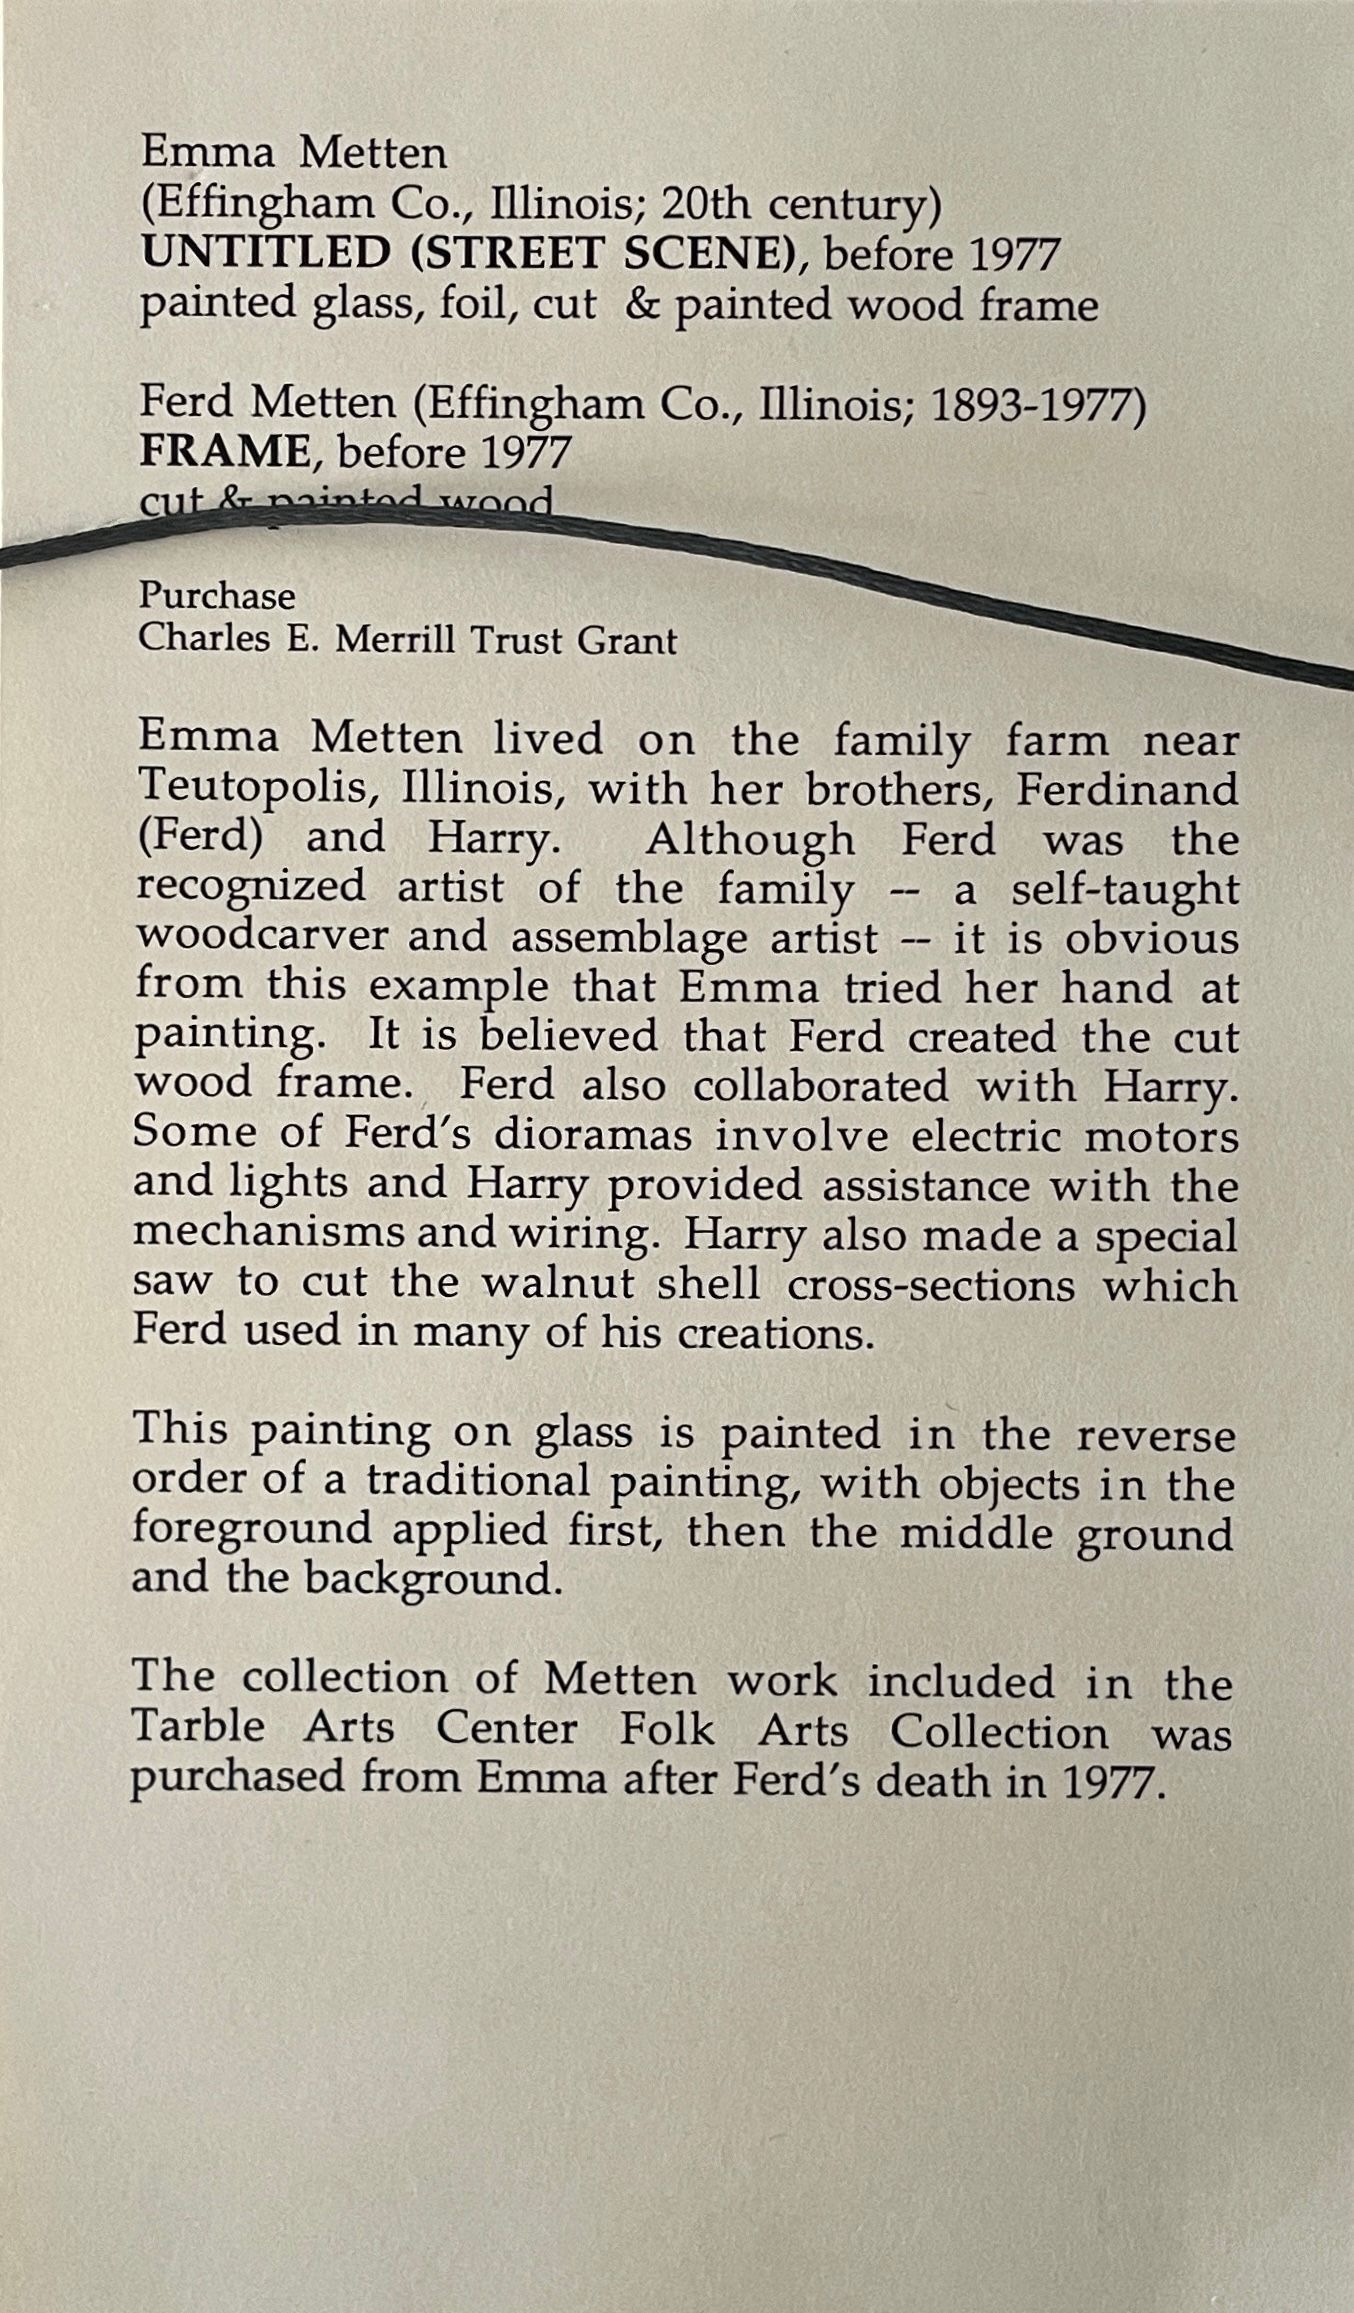 Emma Metten
(Effingham Co., Illinois; 20th century)
UNTITLED (STREET SCENE), before 1977
painted glass, foil, cut & painted wood frame
Ferd Metten (Effingham Co., Illinois; 1893-1977)
FRAME, before 1977
cut & painted wood
Purchase
Charles E. Merrill Trust Grant
Emma Metten lived on the family farm near
Teutopolis, Illinois, with her brothers, Ferdinand
(Ferd) and Harry. Although Ferd was the
recognized artist of the family -- a self-taught
woodcarver and assemblage artist -- it is obvious
from this example that Emma tried her hand at
painting. It is believed that Ferd created the cut
wood frame. Ferd also collaborated with Harry.
Some of Ferd's dioramas involve electric motors
and lights and Harry provided assistance with the
mechanisms and wiring. Harry also made a special
saw to cut the walnut shell cross-sections which
Ferd used in many of his creations.
This painting on glass is painted in the reverse
order of a traditional painting, with objects in the
foreground applied first, then the middle ground
and the background.
The collection of Metten work included in the
Tarble Arts Center Folk Arts Collection was
purchased from Emma after Ferd's death in 1977.